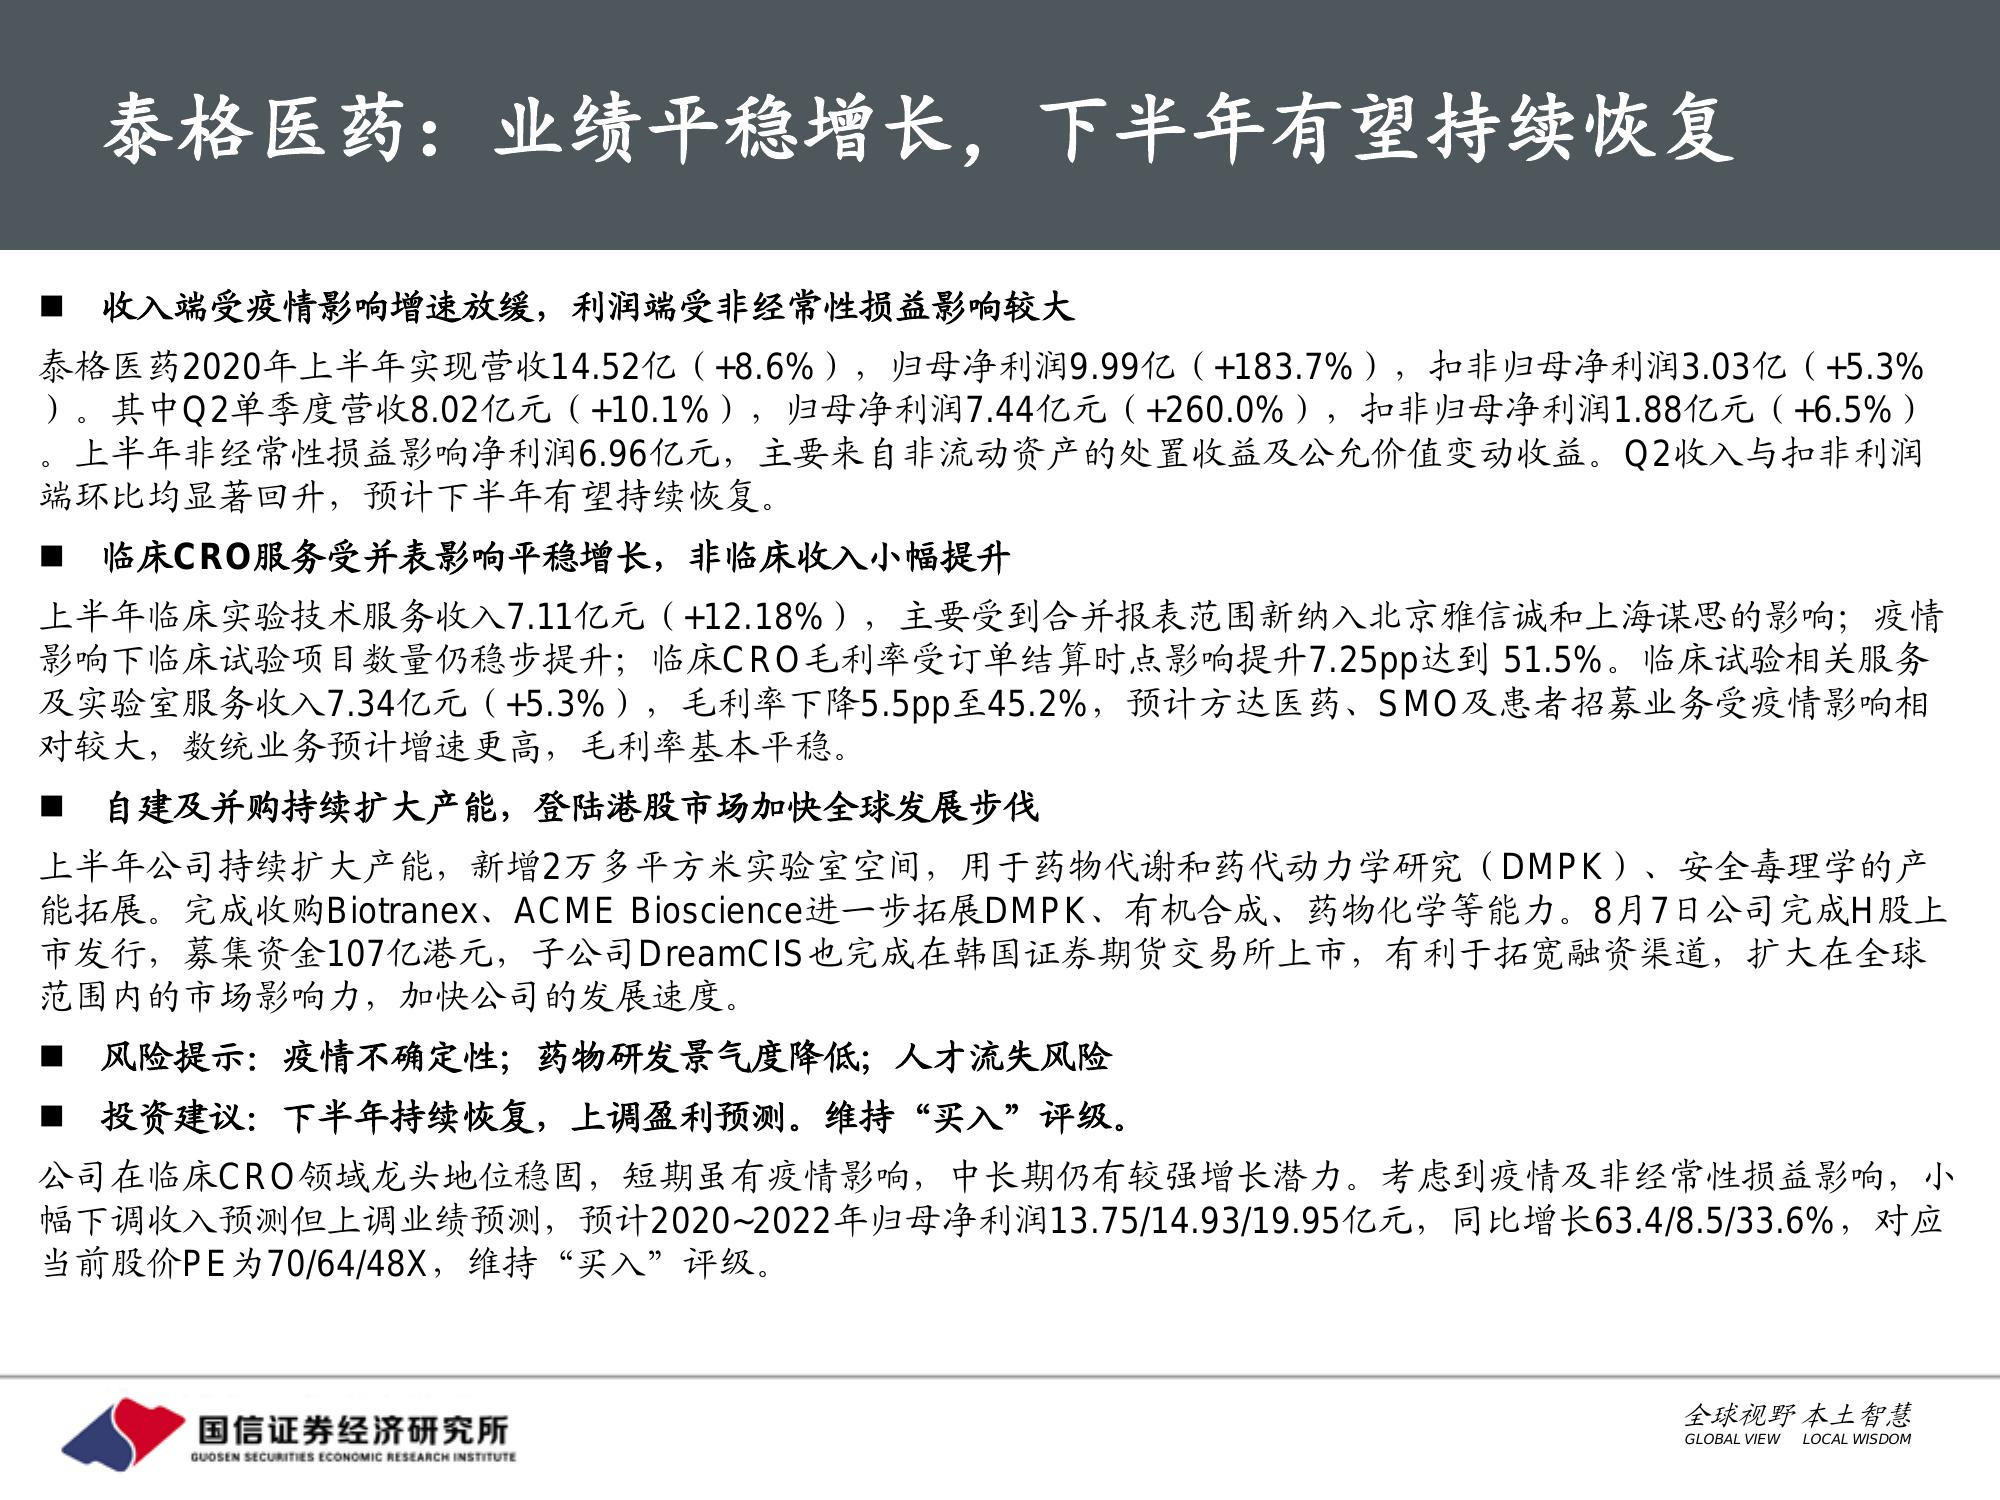 泰格医药：业绩平稳增长，下半年有望持续恢复
■ 收入端受疫情影响增速放缓，利润端受非经常性损益影响较大
泰格医药2020年上半年实现营收14.52亿（+8.6%），归母净利润9.99亿（+183.7%），扣非归母净利润3.03亿（+5.3%
）。其中Q2单季度营收8.02亿元（+10.1%），归母净利润7.44亿元（+260.0%），扣非归母净利润1.88亿元（+6.5%）
。上半年非经常性损益影响净利润6.96亿元，主要来自非流动资产的处置收益及公允价值变动收益。Q2收入与扣非利润
端环比均显著回升，预计下半年有望持续恢复。
■ 临床CRO服务受并表影响平稳增长，非临床收入小幅提升
上半年临床实验技术服务收入7.11亿元（+12.18%），主要受到合并报表范围新纳入北京雅信诚和上海谋思的影响；疫情
影响下临床试验项目数量仍稳步提升；临床CRO毛利率受订单结算时点影响提升7.25pp达到 51.5%。临床试验相关服务
及实验室服务收入7.34亿元（+5.3%），毛利率下降5.5pp至45.2%，预计方达医药、SMO及患者招募业务受疫情影响相
对较大，数统业务预计增速更高，毛利率基本平稳。
■ 自建及并购持续扩大产能，登陆港股市场加快全球发展步伐
上半年公司持续扩大产能，新增2万多平方米实验室空间，用于药物代谢和药代动力学研究（DMPK）、安全毒理学的产
能拓展。完成收购Biotranex、ACME Bioscience进一步拓展DMPK、有机合成、药物化学等能力。8月7日公司完成H股上
市发行，募集资金107亿港元，子公司DreamCIS也完成在韩国证券期货交易所上市，有利于拓宽融资渠道，扩大在全球
范围内的市场影响力，加快公司的发展速度。
■ 风险提示：疫情不确定性；药物研发景气度降低；人才流失风险
■ 投资建议：下半年持续恢复，上调盈利预测。维持“买入”评级。
公司在临床CRO领域龙头地位稳固，短期虽有疫情影响，中长期仍有较强增长潜力。考虑到疫情及非经常性损益影响，小
幅下调收入预测但上调业绩预测，预计2020~2022年归母净利润13.75/14.93/19.95亿元，同比增长63.4/8.5/33.6%，对应
当前股价PE为70/64/48X，维持“买入”评级。
国信证券经济研究所
GUOSEN SECURITIES ECONOMIC RESEARCH INSTITUTE
全球视野 本土智慧
GLOBAL VIEW LOCAL WISDOM